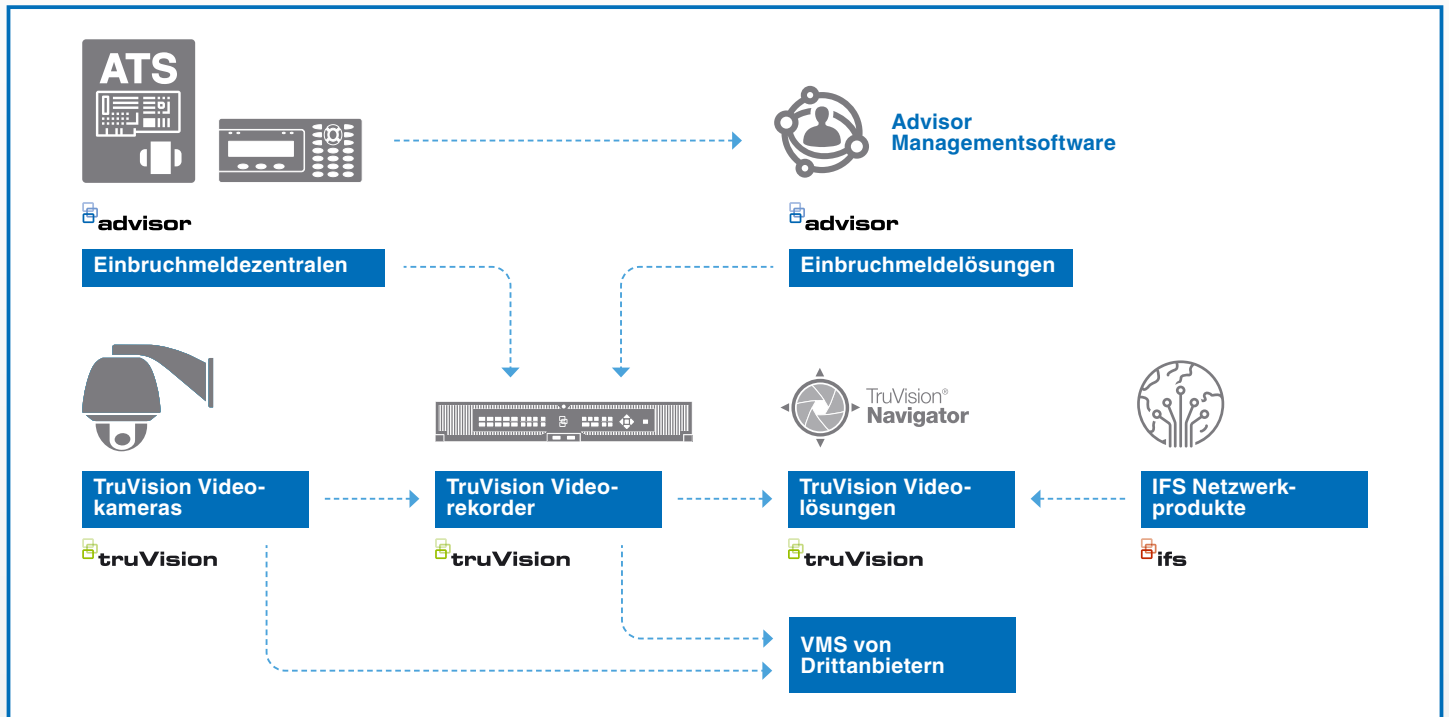 ATS
Advisor
Managementsoftware
advisor
advisor
Einbruchmeldezentralen
Einbruchmeldelösungen
TruVision®
Navigator
TruVision Video-
kameras
TruVision Video-
rekorder
TruVision Video-
lösungen
IFS Netzwerk-
produkte
truVision
truVision
truVision
ifs
VMS von
Drittanbietern